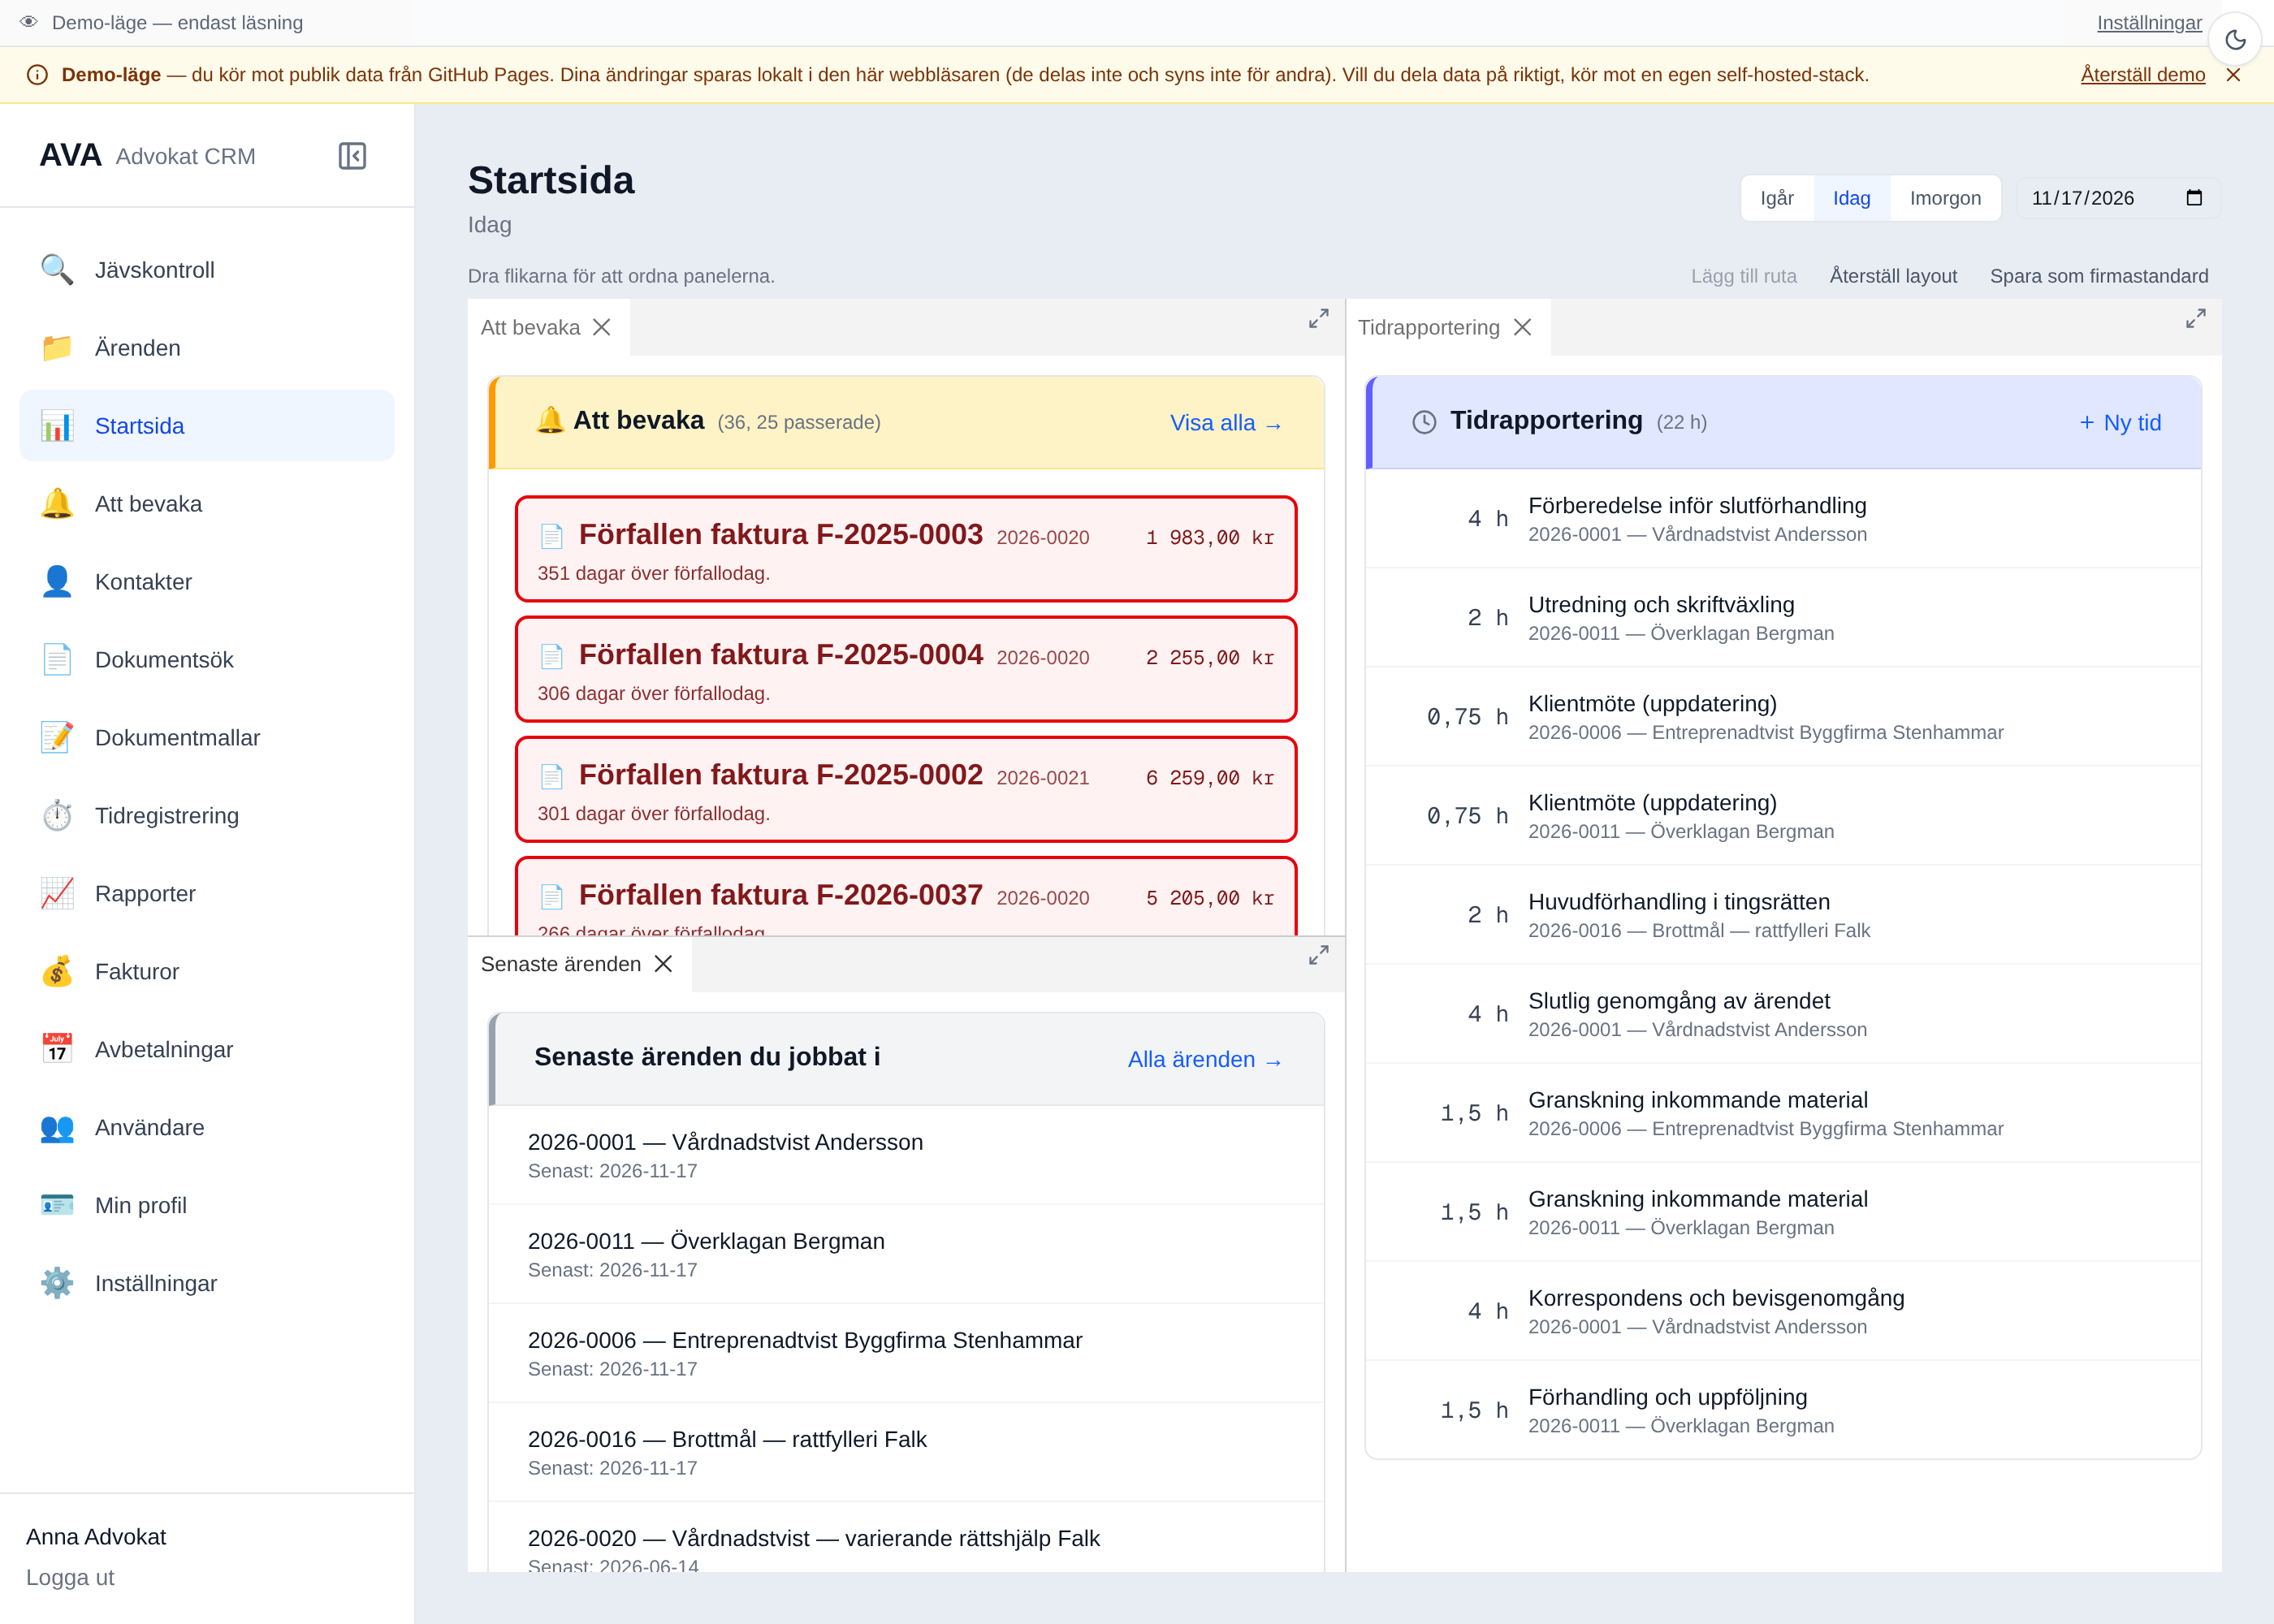 Demo-läge — endast läsning
Inställningar
Demo-läge — du kör mot publik data från GitHub Pages. Dina ändringar sparas lokalt i den här webbläsaren (de delas inte och syns inte för andra). Vill du dela data på riktigt, kör mot en egen self-hosted-stack.
Återställ demo
AVA Advokat CRM
Jävskontroll
Ärenden
Startsida
Att bevaka
Kontakter
Dokumentsök
Dokumentmallar
Tidregistrering
Rapporter
Fakturor
Avbetalningar
Användare
Min profil
Inställningar
Anna Advokat
Logga ut
Startsida
Idag
Igår Idag Imorgon 11/17/2026
Dra flikarna för att ordna panelerna.
Lägg till ruta Återställ layout Spara som firmastandard
Att bevaka
Att bevaka (36, 25 passerade) Visa alla →
Förfallen faktura F-2025-0003 2026-0020 1 983,00 kr
351 dagar över förfallodag.
Förfallen faktura F-2025-0004 2026-0020 2 255,00 kr
306 dagar över förfallodag.
Förfallen faktura F-2025-0002 2026-0021 6 259,00 kr
301 dagar över förfallodag.
Förfallen faktura F-2026-0037 2026-0020 5 205,00 kr
266 dagar över förfallodag.
Senaste ärenden
Senaste ärenden du jobbat i Alla ärenden →
2026-0001 — Vårdnadstvist Andersson
Senast: 2026-11-17
2026-0011 — Överklagan Bergman
Senast: 2026-11-17
2026-0006 — Entreprenadtvist Byggfirma Stenhammar
Senast: 2026-11-17
2026-0016 — Brottmål — rattfylleri Falk
Senast: 2026-11-17
2026-0020 — Vårdnadstvist — varierande rättshjälp Falk
Senast: 2026-06-14
Tidrapportering
Tidrapportering (22 h) + Ny tid
4 h Förberedelse inför slutförhandling
2026-0001 — Vårdnadstvist Andersson
2 h Utredning och skriftväxling
2026-0011 — Överklagan Bergman
0,75 h Klientmöte (uppdatering)
2026-0006 — Entreprenadtvist Byggfirma Stenhammar
0,75 h Klientmöte (uppdatering)
2026-0011 — Överklagan Bergman
2 h Huvudförhandling i tingsrätten
2026-0016 — Brottmål — rattfylleri Falk
4 h Slutlig genomgång av ärendet
2026-0001 — Vårdnadstvist Andersson
1,5 h Granskning inkommande material
2026-0006 — Entreprenadtvist Byggfirma Stenhammar
1,5 h Granskning inkommande material
2026-0011 — Överklagan Bergman
4 h Korrespondens och bevisgenomgång
2026-0001 — Vårdnadstvist Andersson
1,5 h Förhandling och uppföljning
2026-0011 — Överklagan Bergman